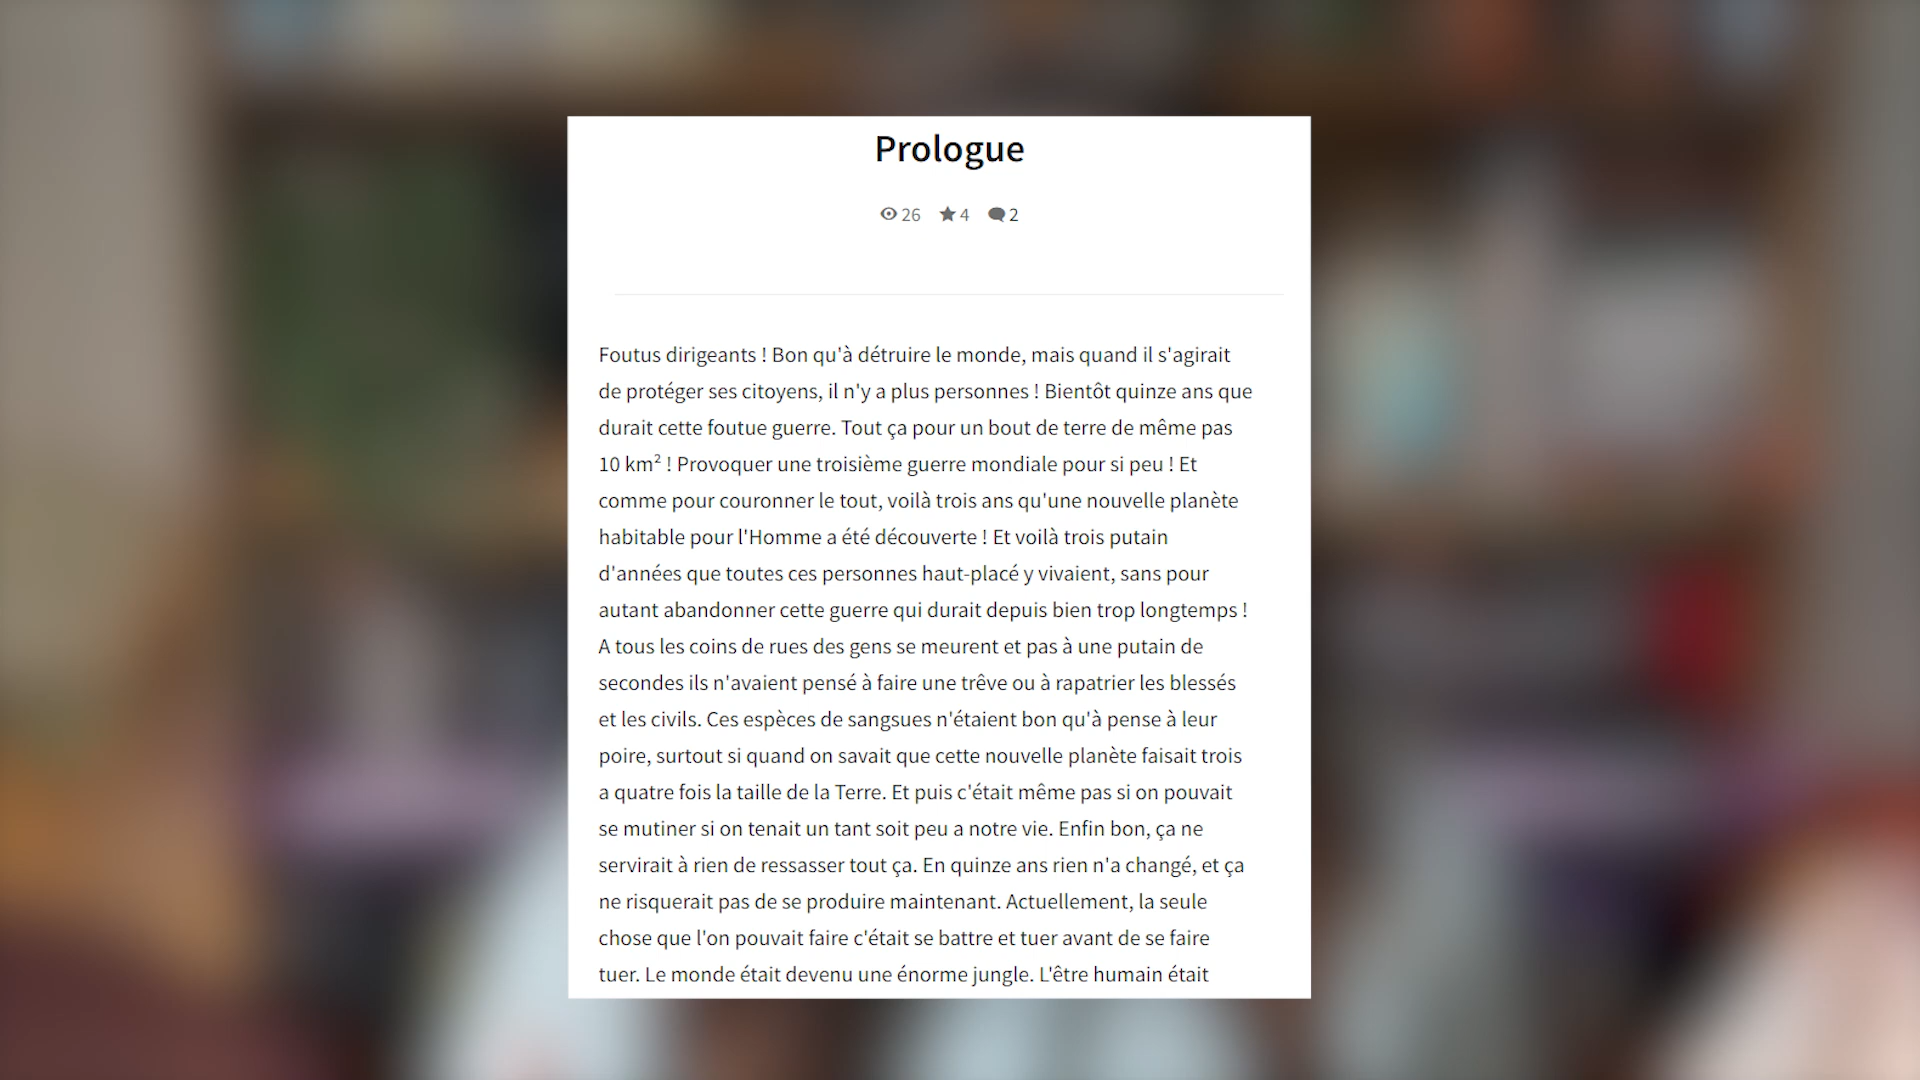 Prologue
26 4 2
Foutus dirigeants ! Bon qu'à détruire le monde, mais quand il s'agirait
de protéger ses citoyens, il n'y a plus personnes ! Bientôt quinze ans que
durait cette foutue guerre. Tout ça pour un bout de terre de même pas
10 km² ! Provoquer une troisième guerre mondiale pour si peu ! Et
comme pour couronner le tout, voilà trois ans qu'une nouvelle planète
habitable pour l'Homme a été découverte ! Et voilà trois putain
d'années que toutes ces personnes haut-placé y vivaient, sans pour
autant abandonner cette guerre qui durait depuis bien trop longtemps !
A tous les coins de rues des gens se meurent et pas à une putain de
secondes ils n'avaient pensé à faire une trêve ou à rapatrier les blessés
et les civils. Ces espèces de sangsues n'étaient bon qu'à pense à leur
poire, surtout si quand on savait que cette nouvelle planète faisait trois
a quatre fois la taille de la Terre. Et puis c'était même pas si on pouvait
se mutiner si on tenait un tant soit peu a notre vie. Enfin bon, ça ne
servirait à rien de ressasser tout ça. En quinze ans rien n'a changé, et ça
ne risquerait pas de se produire maintenant. Actuellement, la seule
chose que l'on pouvait faire c'était se battre et tuer avant de se faire
tuer. Le monde était devenu une énorme jungle. L'être humain était